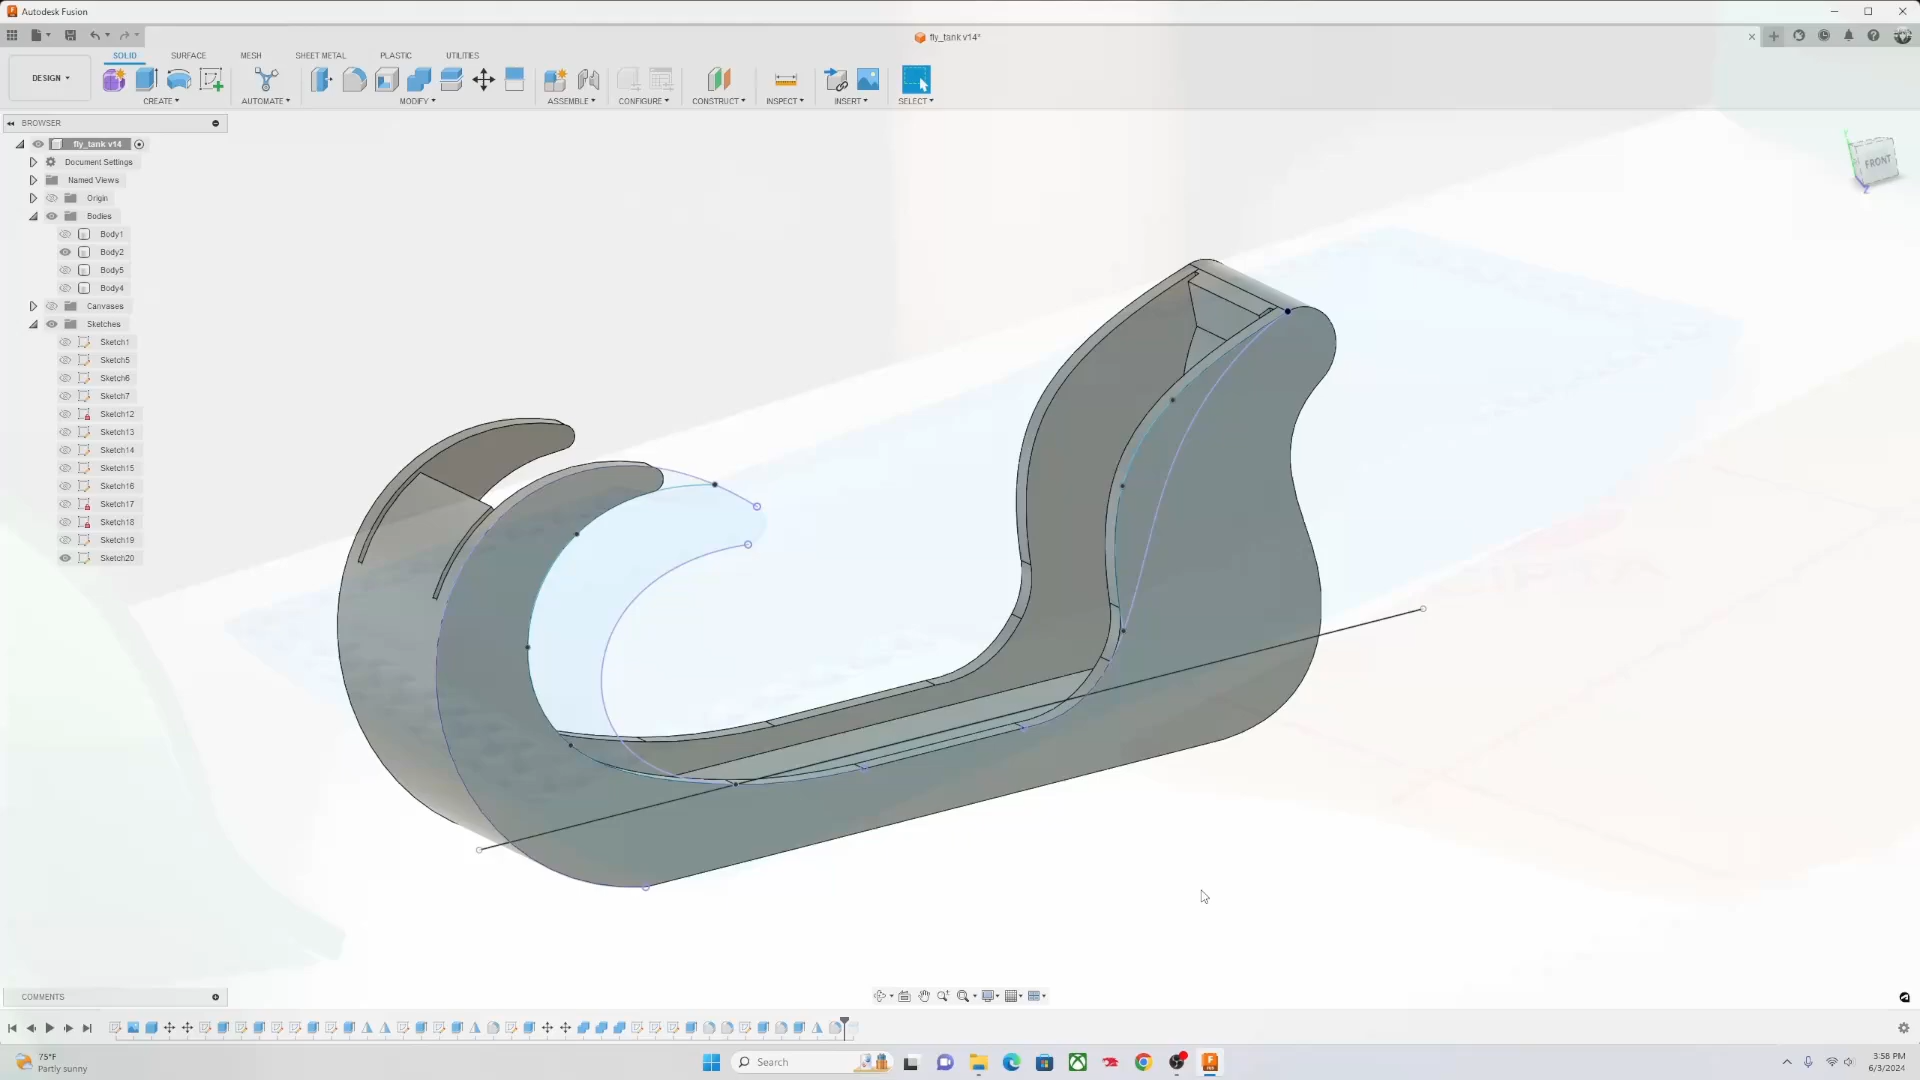 Autodesk Fusion
fly_tank v14*
SOLID SURFACE MESH SHEET METAL PLASTIC UTILITIES
DESIGN
CREATE AUTOMATE MODIFY ASSEMBLE CONFIGURE CONSTRUCT INSPECT INSERT SELECT
BROWSER
fly_tank v14
Document Settings
Named Views
Origin
Bodies
Body1
Body2
Body5
Body4
Canvases
Sketches
Sketch1
Sketch5
Sketch6
Sketch7
Sketch12
Sketch13
Sketch14
Sketch15
Sketch16
Sketch17
Sketch18
Sketch19
Sketch20
FRONT
Z
COMMENTS
75°F
Partly sunny
Search
3:58 PM
6/3/2024